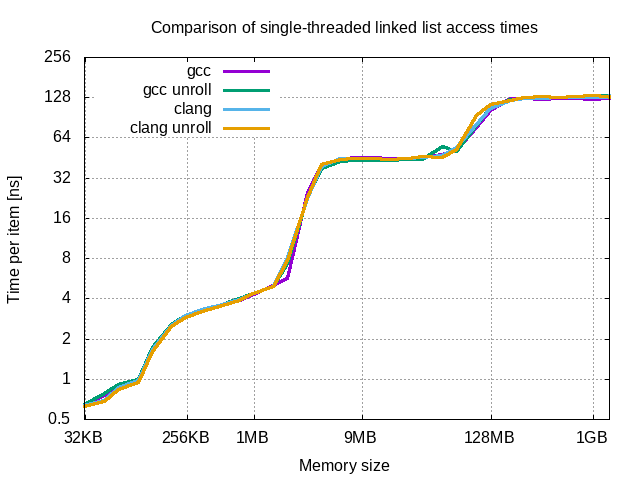 Comparison of single-threaded linked list access times
256
128
64
32
16
8
4
2
1
0.5
Time per item [ns]
gcc
gcc unroll
clang
clang unroll
32KB 256KB 1MB 9MB 128MB 1GB
Memory size